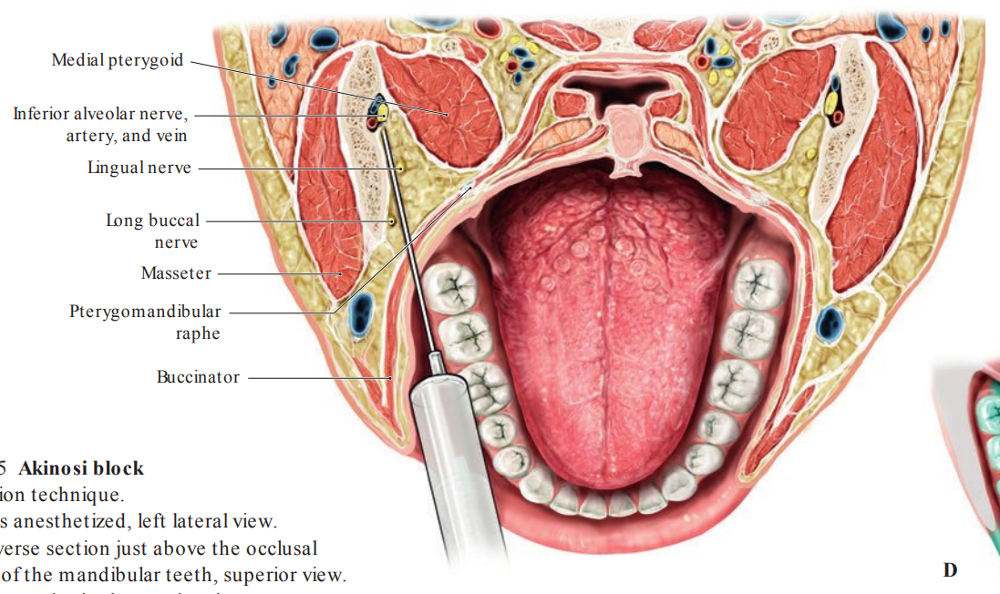 Medial pterygoid
Inferior alveolar nerve,
artery, and vein
Lingual nerve
Long buccal
nerve
Masseter
Pterygomandibular
raphe
Buccinator
5 Akinosi block
ion technique.
s anesthetized, left lateral view.
verse section just above the occlusal
of the mandibular teeth, superior view.
D